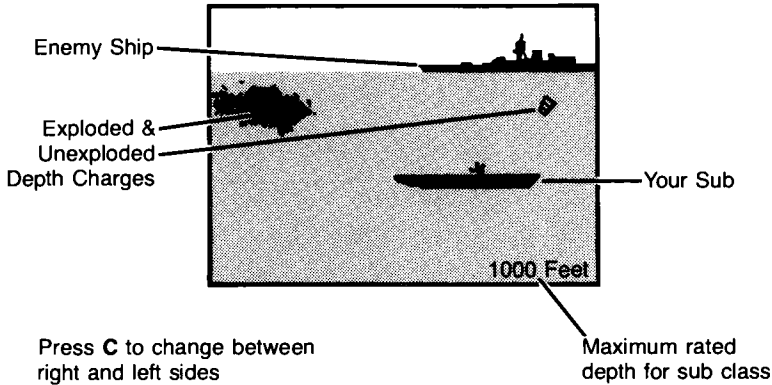 Enemy Ship
Exploded &
Unexploded
Depth Charges
Your Sub
1000 Feet
Press C to change between
right and left sides
Maximum rated
depth for sub class